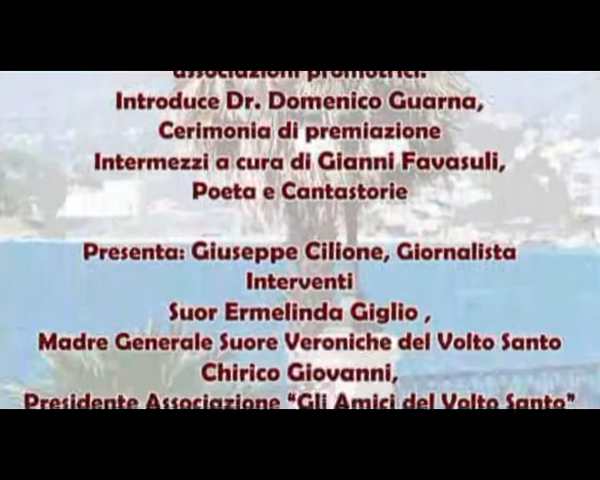 associazioni promotrici.
Introduce Dr. Domenico Guarna,
Cerimonia di premiazione
Intermezzi a cura di Gianni Favasuli,
Poeta e Cantastorie
Presenta: Giuseppe Cilione, Giornalista
Interventi
Suor Ermelinda Giglio ,
Madre Generale Suore Veroniche del Volto Santo
Chirico Giovanni,
Presidente Associazione “Gli Amici del Volto Santo”